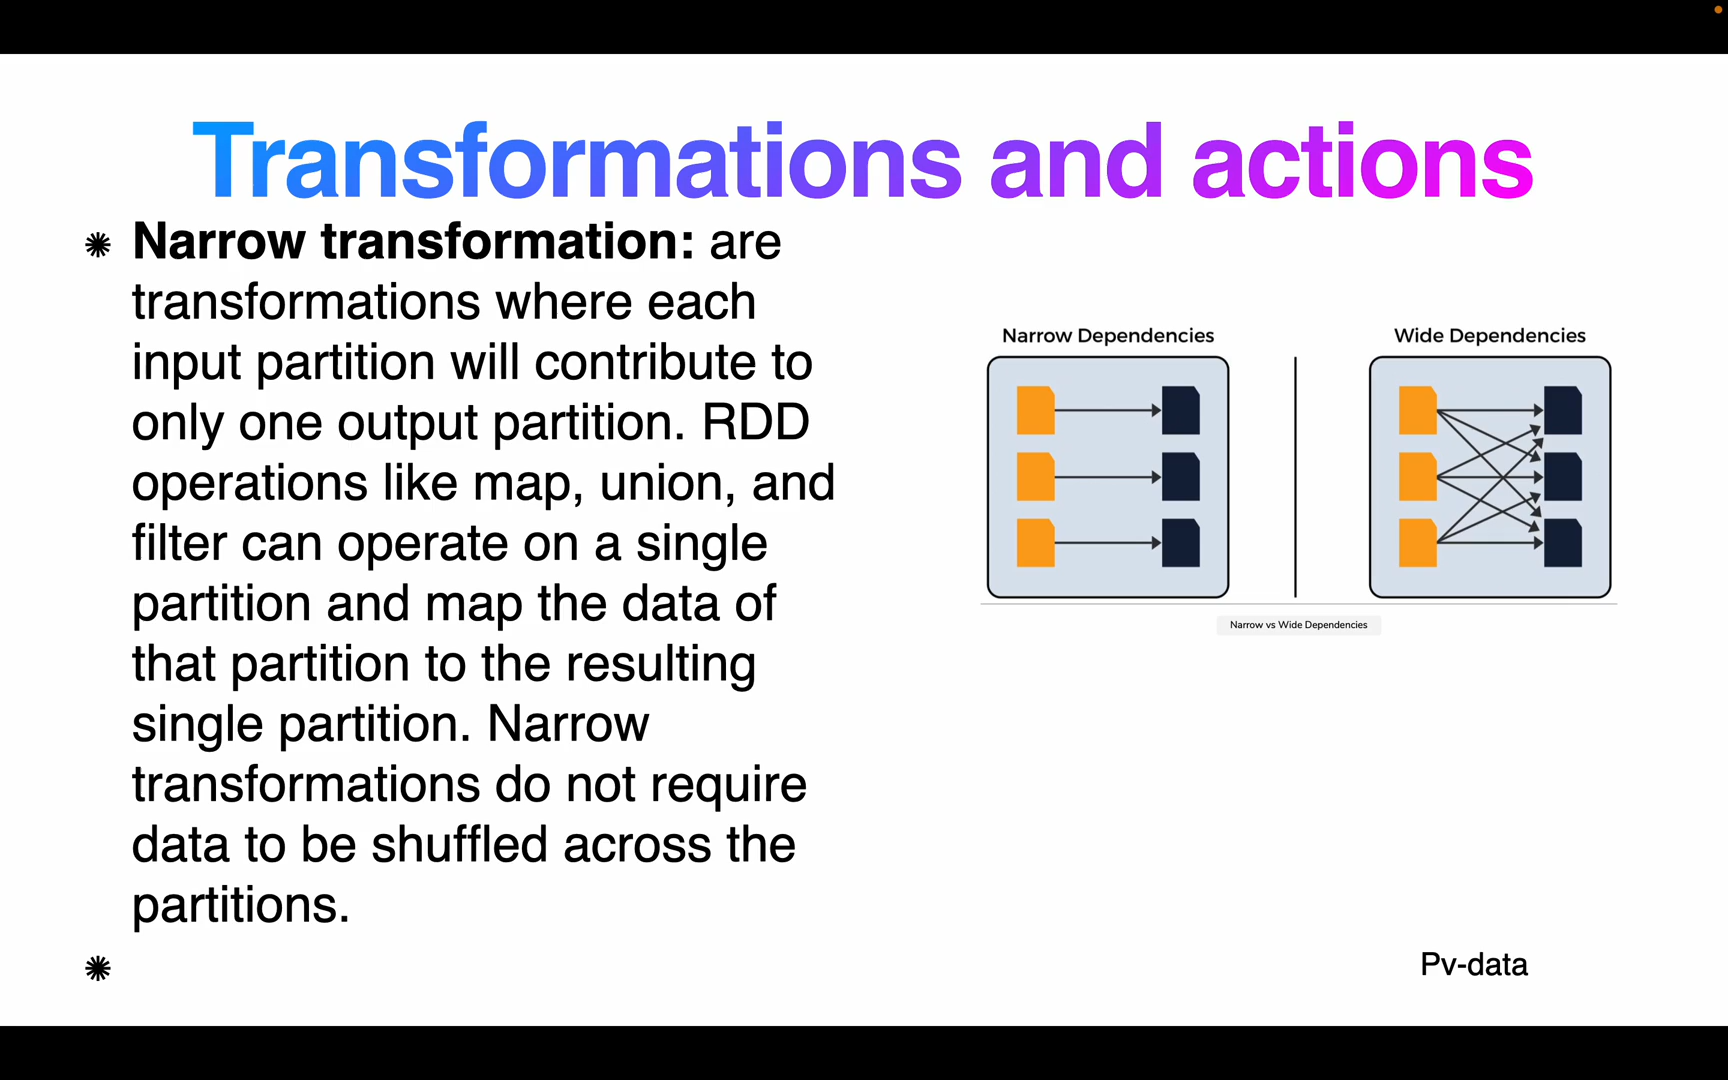 Transformations and actions
Narrow transformation: are
transformations where each
input partition will contribute to
only one output partition. RDD
operations like map, union, and
filter can operate on a single
partition and map the data of
that partition to the resulting
single partition. Narrow
transformations do not require
data to be shuffled across the
partitions.
Narrow Dependencies
Wide Dependencies
Narrow vs Wide Dependencies
Pv-data